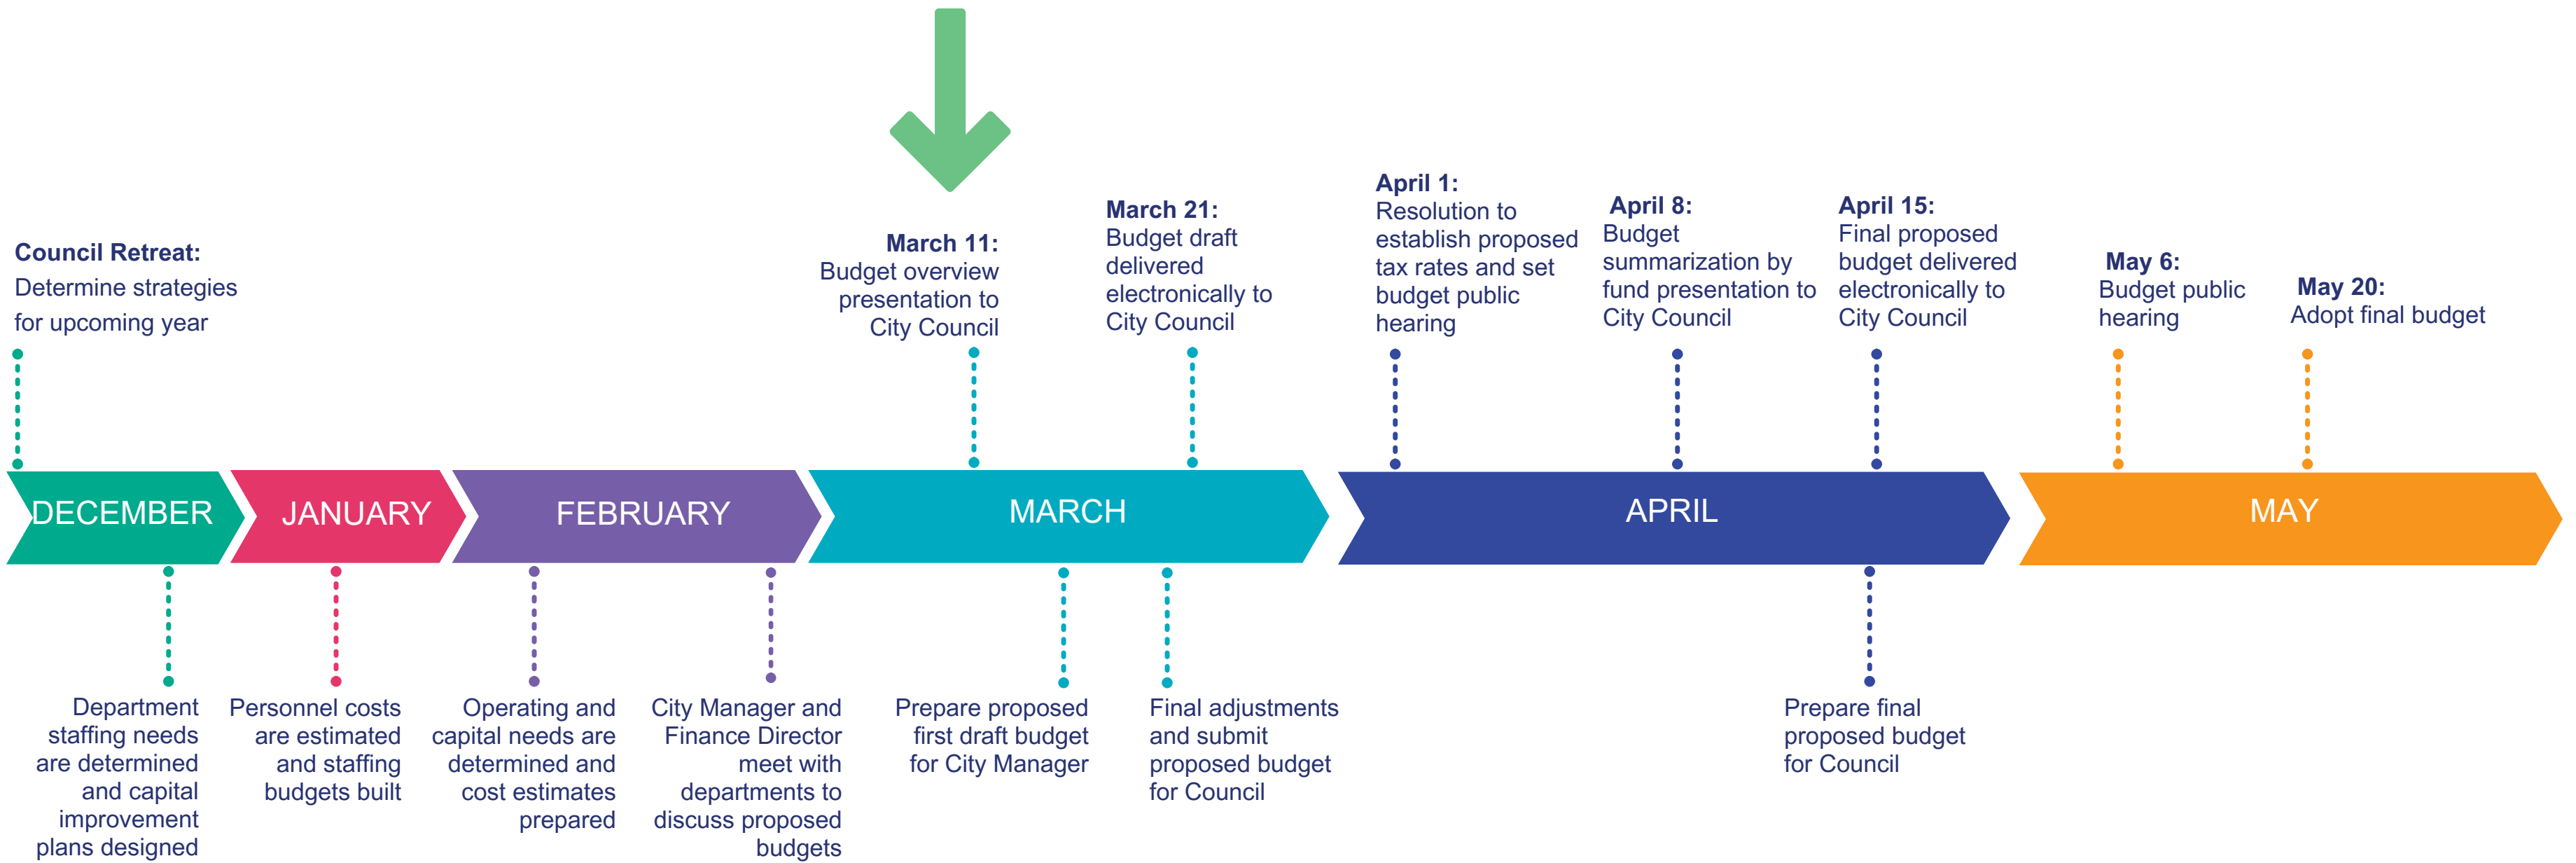 Council Retreat:
Determine strategies
for upcoming year
March 11:
Budget overview
presentation to
City Council
March 21:
Budget draft
delivered
electronically to
City Council
April 1:
Resolution to
establish proposed
tax rates and set
budget public
hearing
April 8:
Budget
summarization by
fund presentation to
City Council
April 15:
Final proposed
budget delivered
electronically to
City Council
May 6:
Budget public
hearing
May 20:
Adopt final budget
DECEMBER
JANUARY
FEBRUARY
MARCH
APRIL
MAY
Department
staffing needs
are determined
and capital
improvement
plans designed
Personnel costs
are estimated
and staffing
budgets built
Operating and
capital needs are
determined and
cost estimates
prepared
City Manager and
Finance Director
meet with
departments to
discuss proposed
budgets
Prepare proposed
first draft budget
for City Manager
Final adjustments
and submit
proposed budget
for Council
Prepare final
proposed budget
for Council